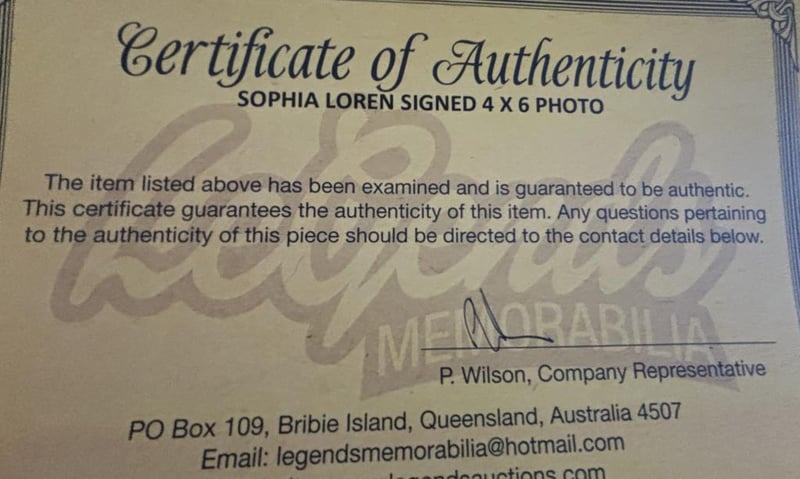 Certificate of Authenticity
SOPHIA LOREN SIGNED 4 X 6 PHOTO
Legends
MEMORABILIA
The item listed above has been examined and is guaranteed to be authentic.
This certificate guarantees the authenticity of this item. Any questions pertaining
to the authenticity of this piece should be directed to the contact details below.
P. Wilson, Company Representative
PO Box 109, Bribie Island, Queensland, Australia 4507
Email: legendsmemorabilia@hotmail.com